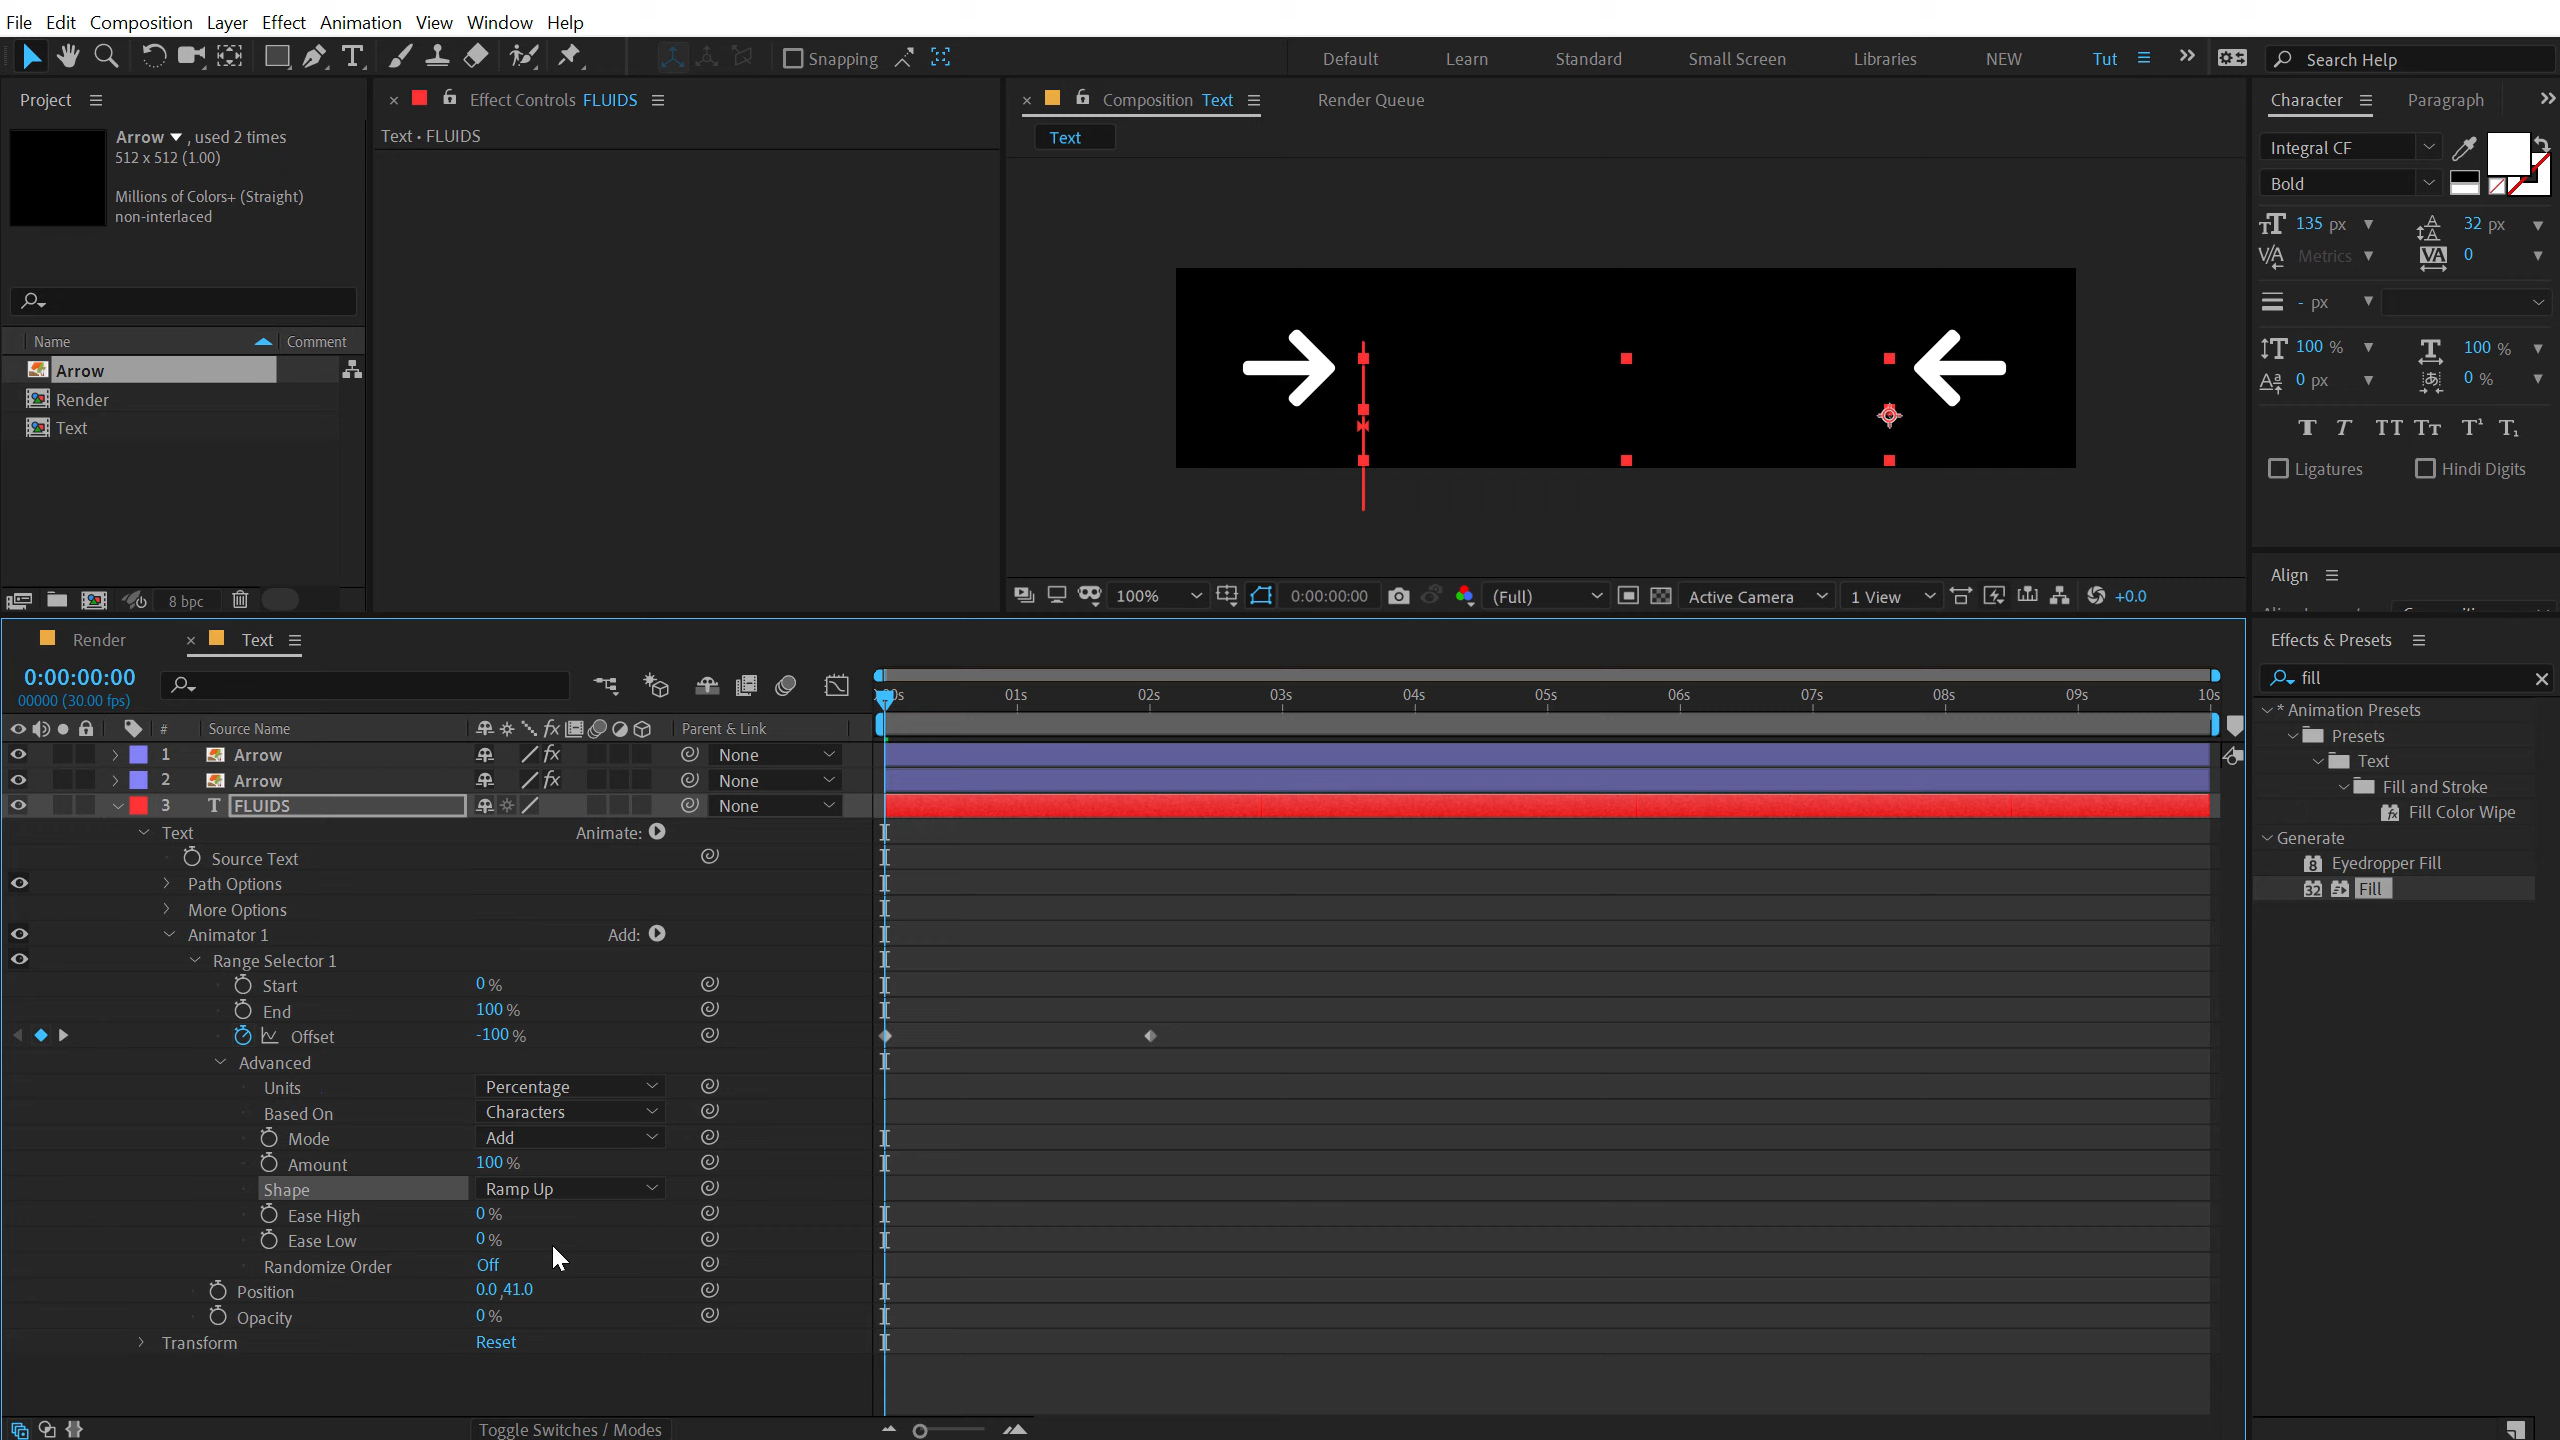 File Edit Composition Layer Effect Animation View Window Help
Snapping Default Learn Standard Small Screen Libraries NEW Tut Search Help
Project Effect Controls FLUIDS Composition Text Render Queue Character Paragraph
Arrow , used 2 times
512 x 512 (1.00)
Millions of Colors+ (Straight)
non-interlaced
Text • FLUIDS
Text
Integral CF
Bold
135 px 32 px
Metrics 0
- px
100 % 100 %
0 px 0 %
Ligatures Hindi Digits
Name Comment
Arrow
Render
Text
8 bpc
100% 0:00:00:00 (Full) Active Camera 1 View +0.0
Align
Render Text
Effects & Presets
fill
* Animation Presets
Presets
Text
Fill and Stroke
Fill Color Wipe
Generate
Eyedropper Fill
Fill
0:00:00:00
00000 (30.00 fps)
01s 02s 03s 04s 05s 06s 07s 08s 09s 10s
# Source Name Parent & Link
1 Arrow None
2 Arrow None
3 FLUIDS None
Text Animate:
Source Text
Path Options
More Options
Animator 1 Add:
Range Selector 1
Start 0 %
End 100 %
Offset -100 %
Advanced
Units Percentage
Based On Characters
Mode Add
Amount 100 %
Shape Ramp Up
Ease High 0 %
Ease Low 0 %
Randomize Order Off
Position 0.0 ,41.0
Opacity 0 %
Transform Reset
Toggle Switches / Modes